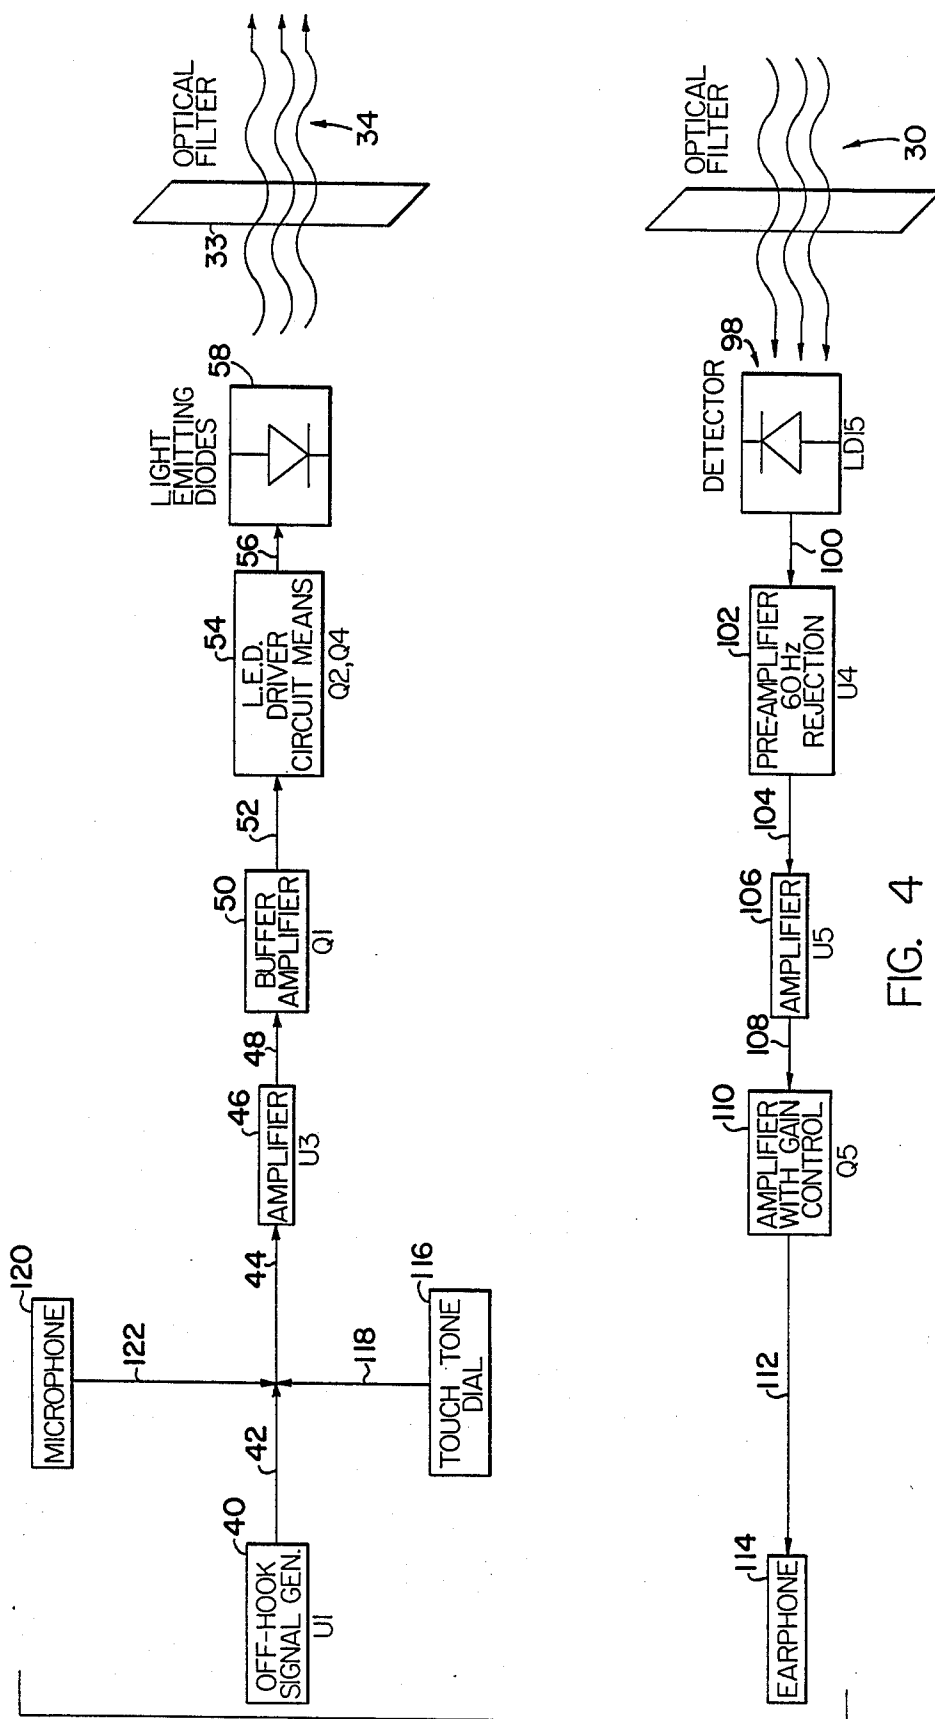 120
MICROPHONE
122
40
OFF-HOOK
SIGNAL GEN.
U1
42
44
118
116
TOUCH TONE
DIAL
46
AMPLIFIER
U3
48
50
BUFFER
AMPLIFIER
Q1
52
54
L.E.D.
DRIVER
CIRCUIT MEANS
Q2,Q4
56
LIGHT
EMITTING
DIODES
58
OPTICAL
FILTER
33
34
114
EARPHONE
112
110
AMPLIFIER
WITH GAIN
CONTROL
Q5
108
106
AMPLIFIER
U5
104
102
PRE-AMPLIFIER
60 Hz
REJECTION
U4
100
DETECTOR
98
LD15
OPTICAL
FILTER
30
FIG. 4